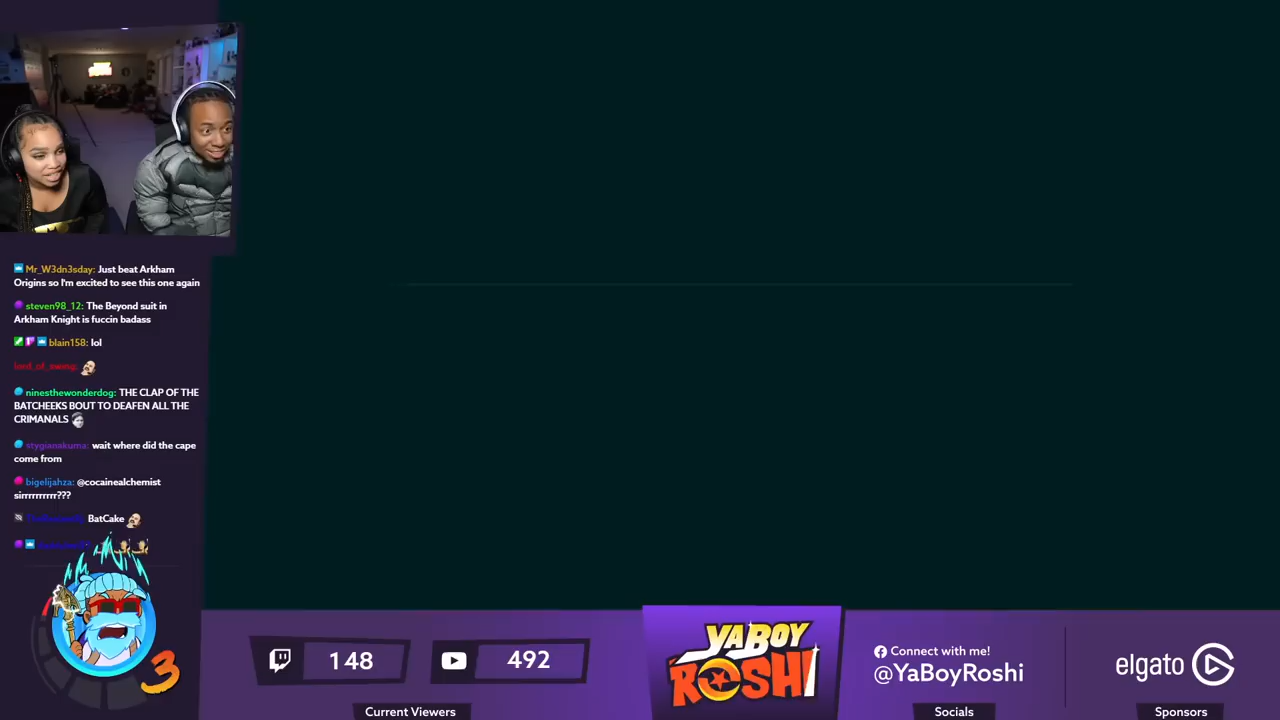 Mr_W3dn3sday: Just beat Arkham
Origins so I'm excited to see this one again
steven98_12: The Beyond suit in
Arkham Knight is fuccin badass
blain158: lol
lord_of_swing:
ninesthewonderdog: THE CLAP OF THE
BATCHEEKS BOUT TO DEAFEN ALL THE
CRIMANALS
stygianakuma: wait where did the cape
come from
bigelijahza: @cocainealchemist
sirrrrrrrrrr???
BatCake
3
148
492
Current Viewers
YABOY
ROSHI
Connect with me!
@YaBoyRoshi
Socials
elgato
Sponsors